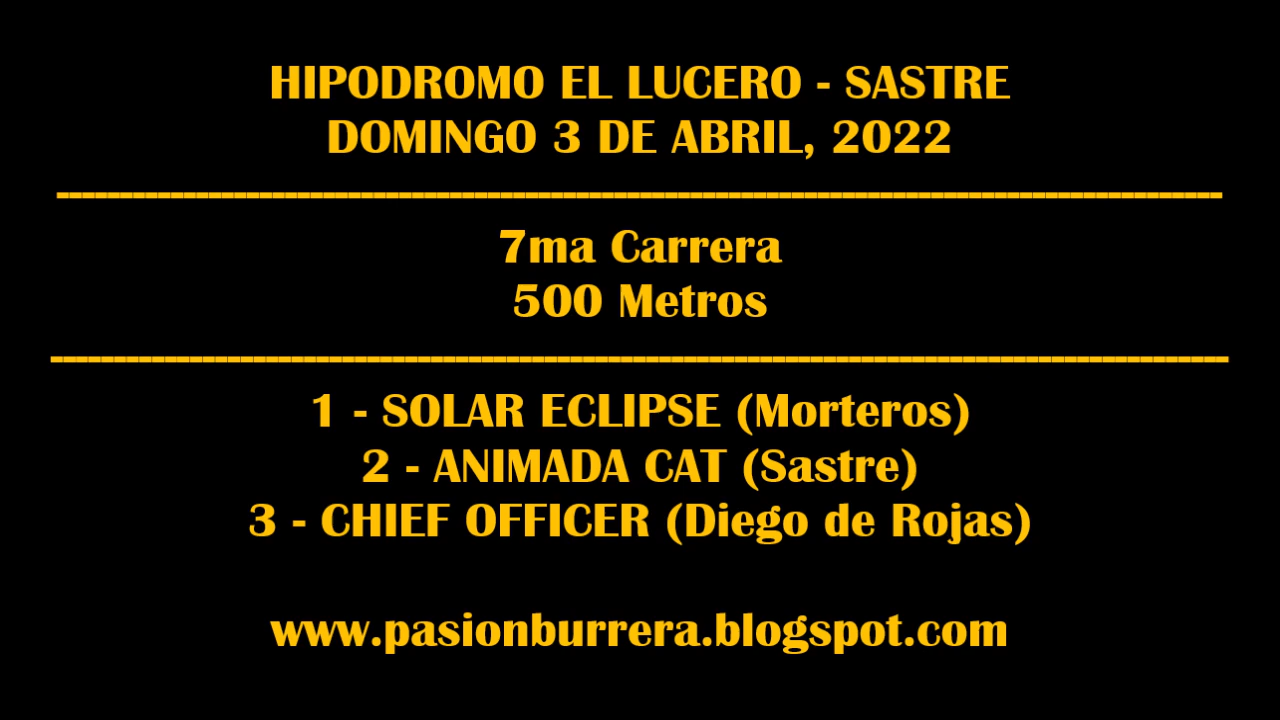 HIPODROMO EL LUCERO - SASTRE
DOMINGO 3 DE ABRIL, 2022
7ma Carrera
500 Metros
1 - SOLAR ECLIPSE (Morteros)
2 - ANIMADA CAT (Sastre)
3 - CHIEF OFFICER (Diego de Rojas)
www.pasionburrera.blogspot.com